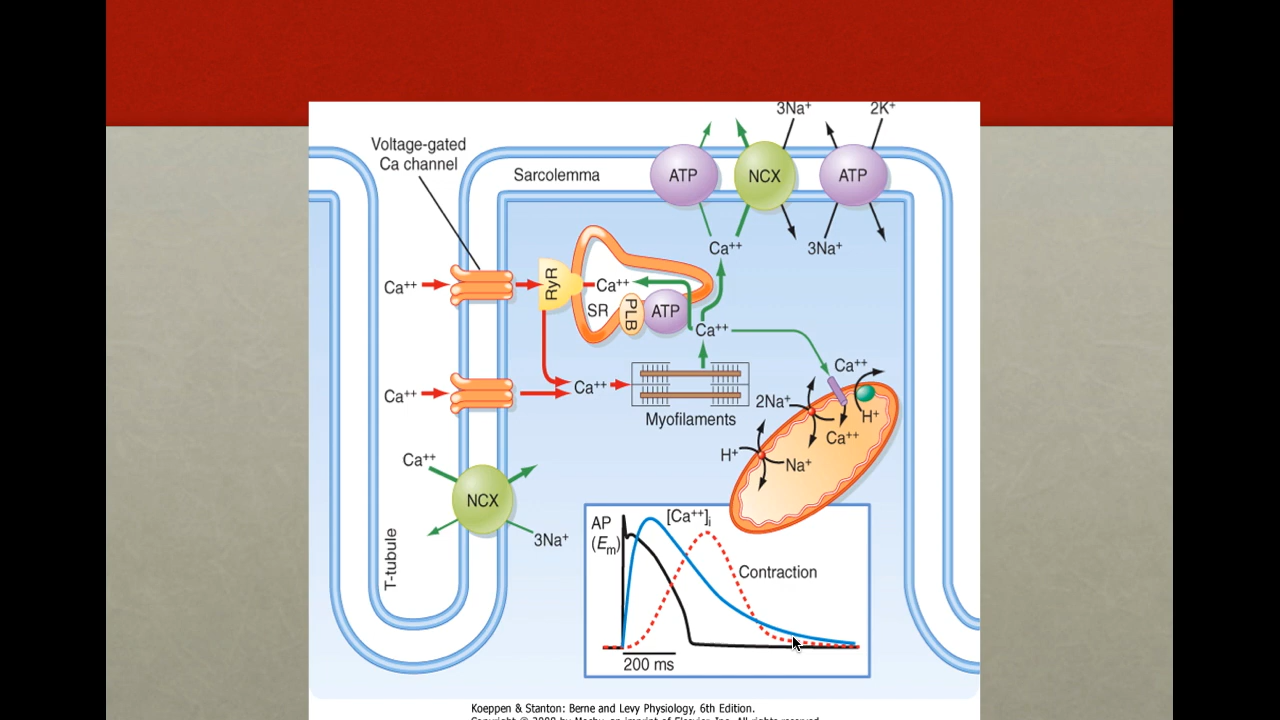 3Na⁺
2K⁺
Voltage-gated
Ca channel
Sarcolemma
ATP
NCX
ATP
Ca⁺⁺
3Na⁺
Ca⁺⁺
RyR
Ca⁺⁺
SR
PLB
ATP
Ca⁺⁺
Ca⁺⁺
Ca⁺⁺
Ca⁺⁺
Myofilaments
2Na⁺
H⁺
Ca⁺⁺
H⁺
Na⁺
Ca⁺⁺
NCX
3Na⁺
T-tubule
AP
(Eₘ)
[Ca⁺⁺]ᵢ
Contraction
200 ms
Koeppen & Stanton: Berne and Levy Physiology, 6th Edition.